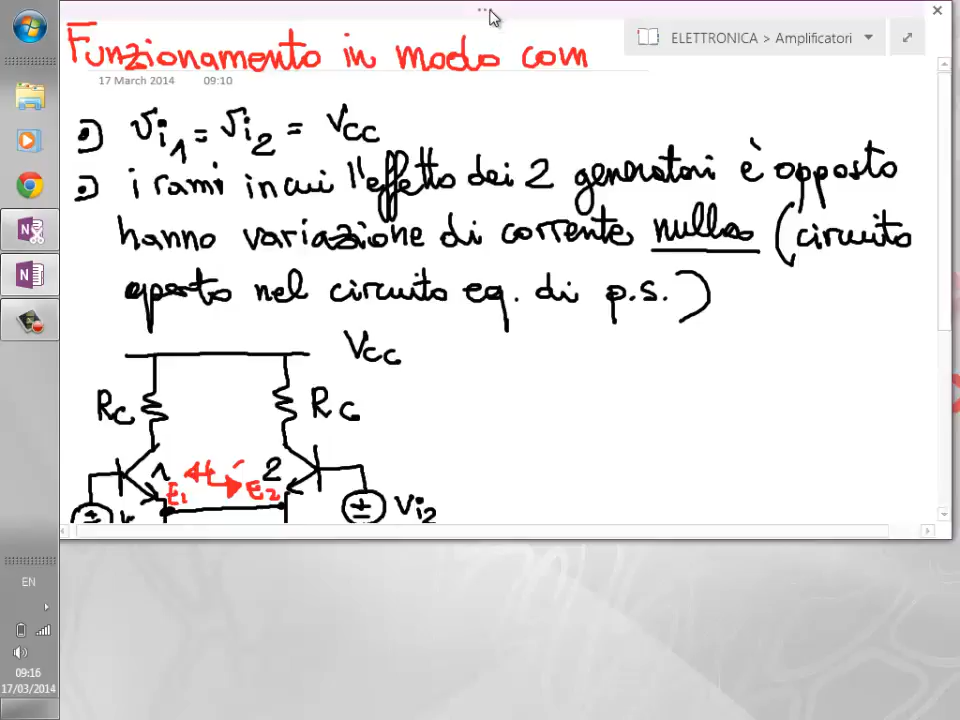 Funzionamento in modo com
ELETTRONICA > Amplificatori
17 March 2014 09:10
•) Vi1 = Vi2 = Vcc
•) i rami in cui l'effetto dei 2 generatori è opposto
hanno variazione di corrente nulla (circuito
aperto nel circuito eq. di p.s.)
Vcc
Rc Rc
1 2
E1 E2
Vi2
EN
09:16
17/03/2014